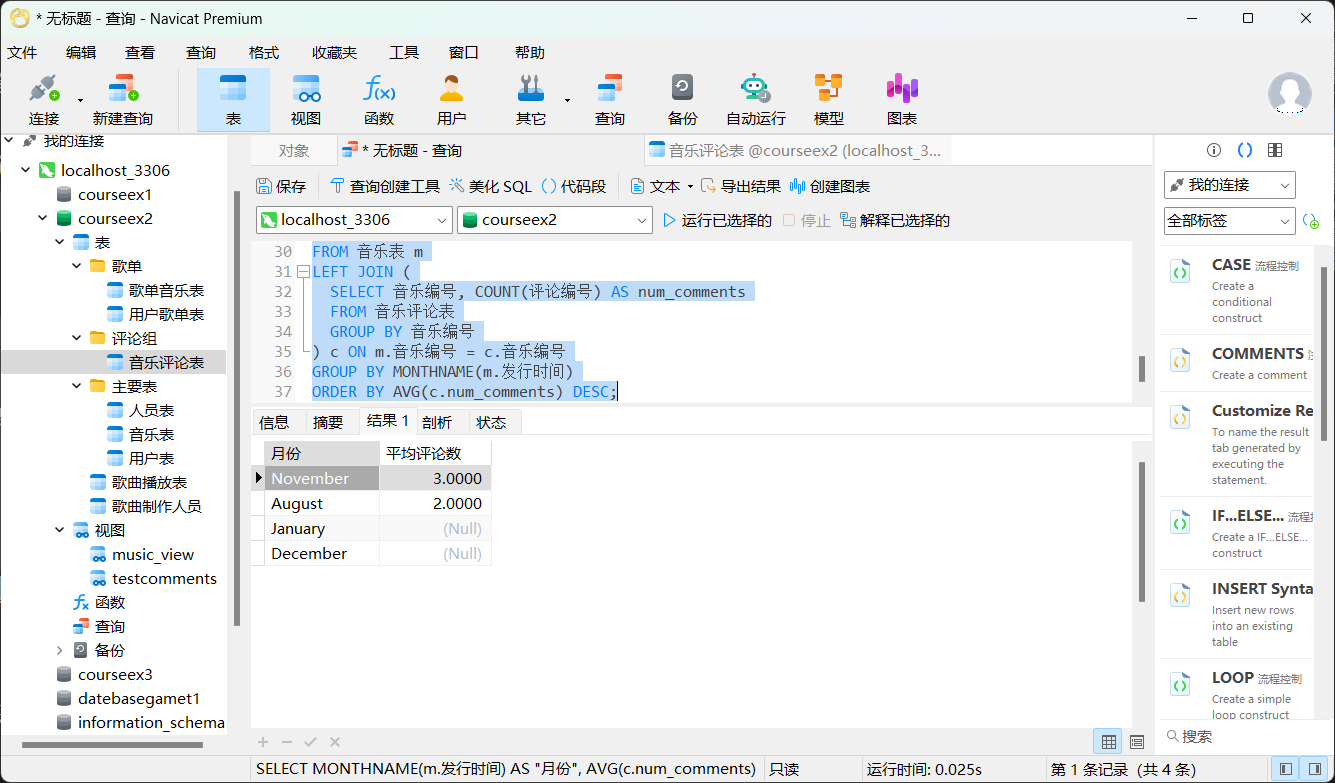 * 无标题 - 查询 - Navicat Premium
文件 编辑 查看 查询 格式 收藏夹 工具 窗口 帮助
连接 新建查询 表 视图 函数 用户 其它 查询 备份 自动运行 模型 图表
我的连接
localhost_3306
courseex1
courseex2
表
歌单
歌单音乐表
用户歌单表
评论组
音乐评论表
主要表
人员表
音乐表
用户表
歌曲播放表
歌曲制作人员
视图
music_view
testcomments
函数
查询
备份
courseex3
datebasegamet1
information_schema
对象 * 无标题 - 查询 音乐评论表 @courseex2 (localhost_3...
保存 查询创建工具 美化 SQL 代码段 文本 导出结果 创建图表
localhost_3306 courseex2 运行已选择的 停止 解释已选择的
30 FROM 音乐表 m
31 LEFT JOIN (
32 SELECT 音乐编号, COUNT(评论编号) AS num_comments
33 FROM 音乐评论表
34 GROUP BY 音乐编号
35 ) c ON m.音乐编号 = c.音乐编号
36 GROUP BY MONTHNAME(m.发行时间)
37 ORDER BY AVG(c.num_comments) DESC;
信息 摘要 结果 1 剖析 状态
月份 平均评论数
November 3.0000
August 2.0000
January (Null)
December (Null)
SELECT MONTHNAME(m.发行时间) AS "月份", AVG(c.num_comments) 只读 运行时间: 0.025s 第 1 条记录 (共 4 条)
我的连接
全部标签
CASE 流程控制
Create a
conditional
construct
COMMENTS 注
Create a comment
Customize Re
To name the result
tab generated by
executing the
statement.
IF...ELSE... 流程控
Create a IF...ELSE...
construct
INSERT Synta
Insert new rows
into an existing
table
LOOP 流程控制
Create a simple
loop construct
搜索